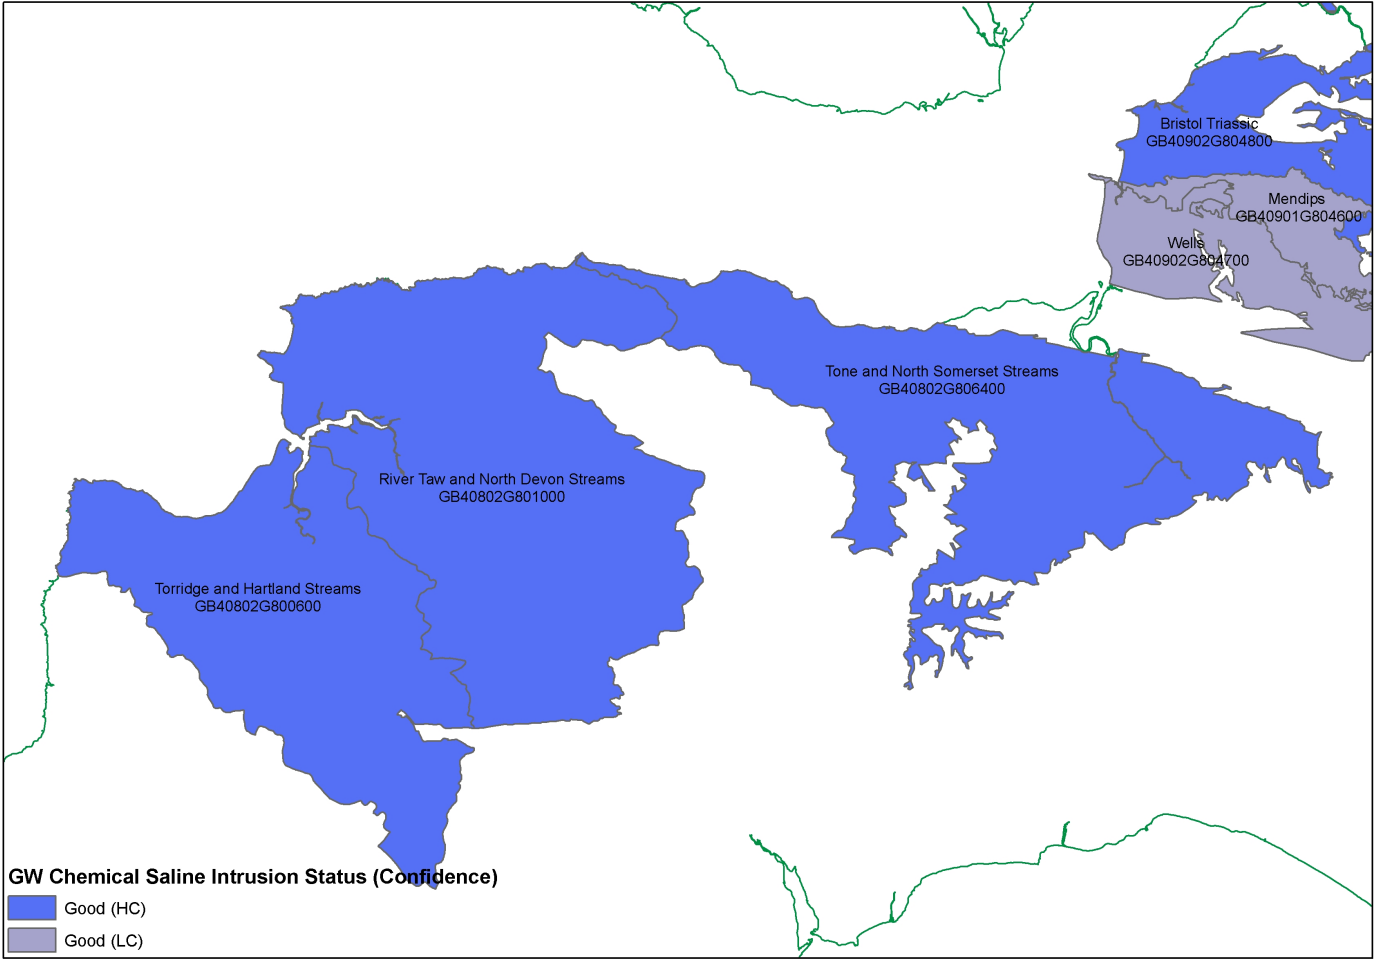 Bristol Triassic
GB40902G804800
Mendips
GB40901G804600
Wells
GB40902G804700
Tone and North Somerset Streams
GB40802G806400
River Taw and North Devon Streams
GB40802G801000
Torridge and Hartland Streams
GB40802G800600
GW Chemical Saline Intrusion Status (Confidence)
Good (HC)
Good (LC)